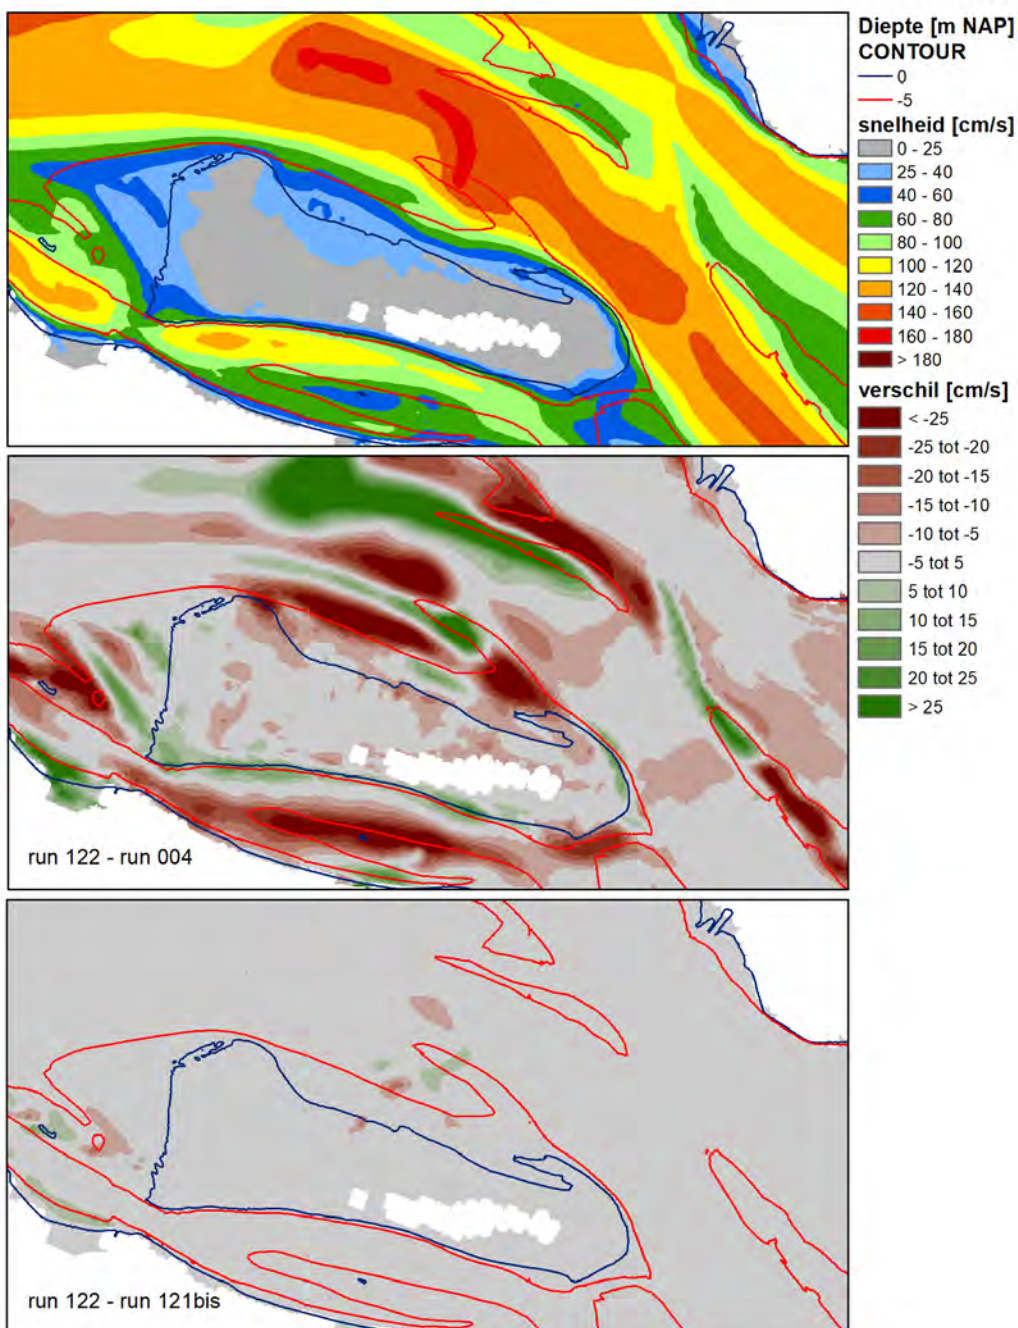 Diepte [m NAP]
CONTOUR
0
-5
snelheid [cm/s]
0 - 25
25 - 40
40 - 60
60 - 80
80 - 100
100 - 120
120 - 140
140 - 160
160 - 180
> 180
verschil [cm/s]
< -25
-25 tot -20
-20 tot -15
-15 tot -10
-10 tot -5
-5 tot 5
5 tot 10
10 tot 15
15 tot 20
20 tot 25
> 25
run 122 - run 004
run 122 - run 121bis